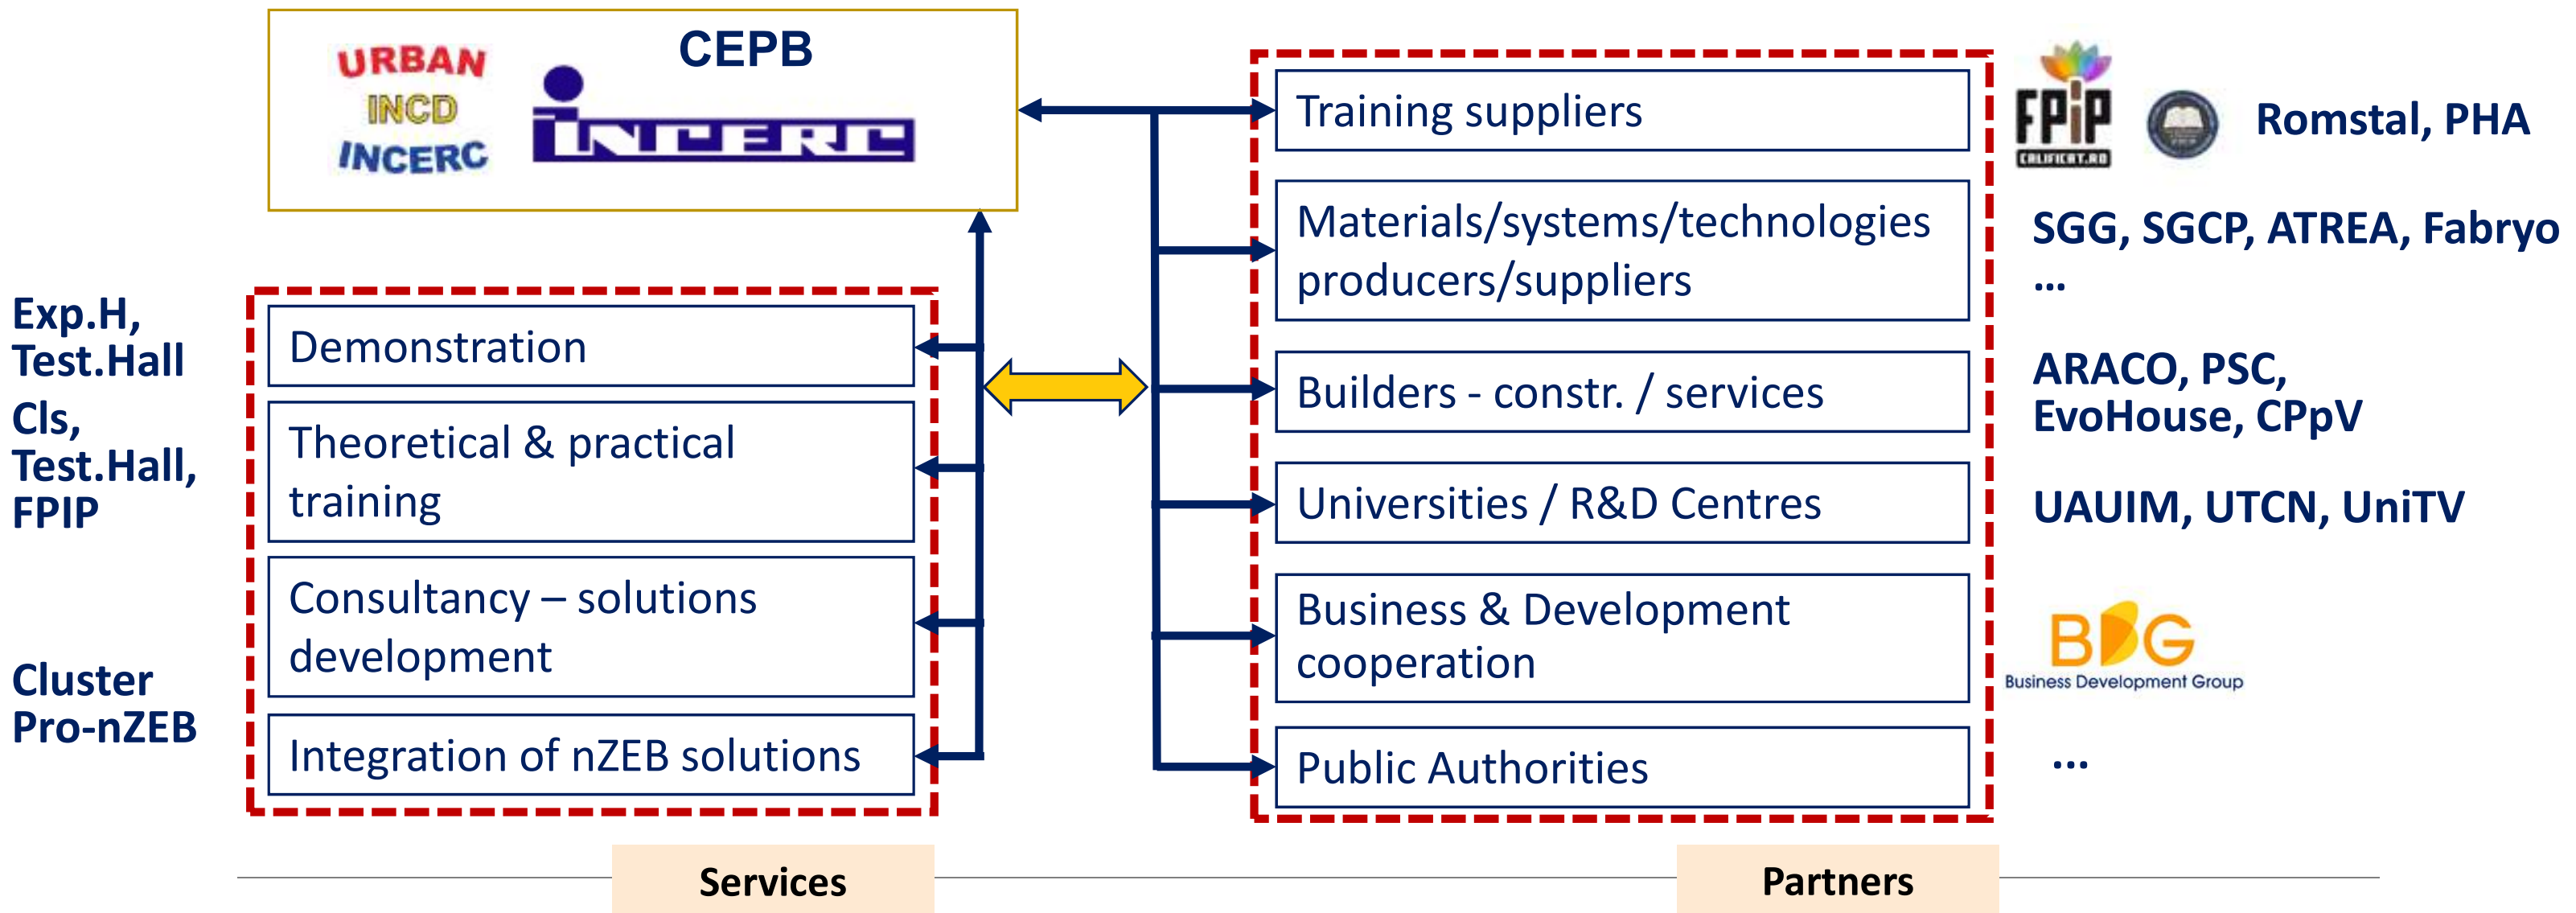 CEPB
URBAN
INCD
INCERC
INCERC
Exp.H,
Test.Hall
Cls,
Test.Hall,
FPIP
Cluster
Pro-nZEB
Demonstration
Theoretical & practical
training
Consultancy – solutions
development
Integration of nZEB solutions
Services
Training suppliers
Materials/systems/technologies
producers/suppliers
Builders - constr. / services
Universities / R&D Centres
Business & Development
cooperation
Public Authorities
FPiP
CALIFICAT.RO
Romstal, PHA
SGG, SGCP, ATREA, Fabryo
...
ARACO, PSC,
EvoHouse, CPpV
UAUIM, UTCN, UniTV
BDG
Business Development Group
...
Partners